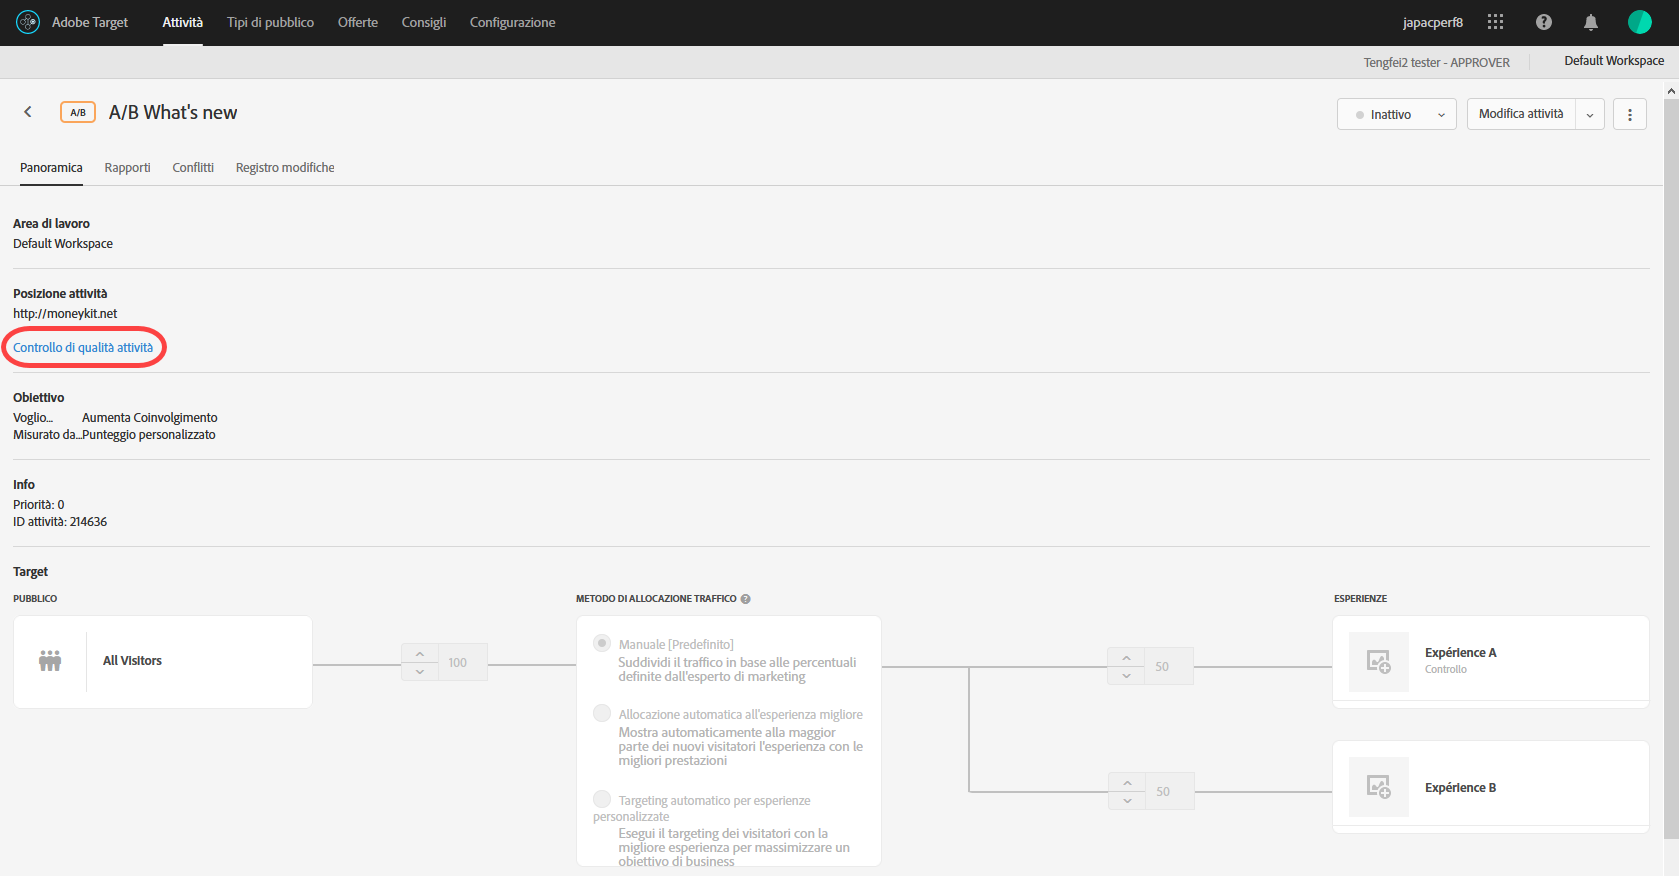 Adobe Target Attività Tipi di pubblico Offerte Consigli Configurazione japacperf8
Tengfei2 tester - APPROVER Default Workspace
A/B A/B What's new Inattivo Modifica attività
Panoramica Rapporti Conflitti Registro modifiche
Area di lavoro
Default Workspace
Posizione attività
http://moneykit.net
Controllo di qualità attività
Obiettivo
Voglio... Aumenta Coinvolgimento
Misurato da...Punteggio personalizzato
Info
Priorità: 0
ID attività: 214636
Target
PUBBLICO
All Visitors
100
METODO DI ALLOCAZIONE TRAFFICO
Manuale [Predefinito]
Suddividi il traffico in base alle percentuali
definite dall'esperto di marketing
Allocazione automatica all'esperienza migliore
Mostra automaticamente alla maggior
parte dei nuovi visitatori l'esperienza con le
migliori prestazioni
Targeting automatico per esperienze
personalizzate
Esegui il targeting dei visitatori con la
migliore esperienza per massimizzare un
obiettivo di business
50
50
ESPERIENZE
Expérience A
Controllo
Expérience B